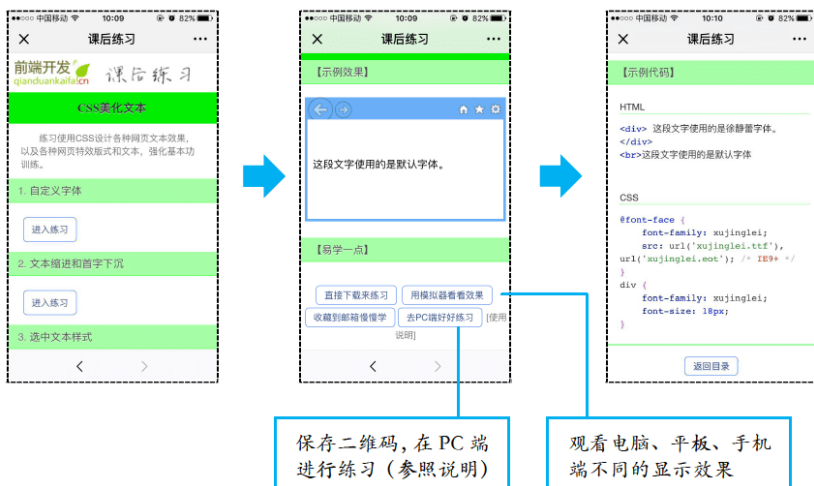 ●●○○○ 中国移动 10:09 82%
课后练习 •••
前端开发
qianduankaifa.cn
课后练习
CSS美化文本
练习使用CSS设计各种网页文本效果,
以及各种网页特效版式和文本,强化基本功
训练。
1. 自定义字体
进入练习
2. 文本缩进和首字下沉
进入练习
3. 选中文本样式
●●○○○ 中国移动 10:09 82%
课后练习 •••
【示例效果】
这段文字使用的是默认字体。
【易学一点】
直接下载来练习 用模拟器看看效果
收藏到邮箱慢慢学 去PC端好好练习 [使用
说明]
●●○○○ 中国移动 10:10 82%
课后练习 •••
【示例代码】
HTML
<div> 这段文字使用的是徐静蕾字体。
</div>
<br>这段文字使用的是默认字体
CSS
@font-face {
font-family: xujinglei;
src: url('xujinglei.ttf'),
url('xujinglei.eot'); /* IE9+ */
}
div {
font-family: xujinglei;
font-size: 18px;
}
返回目录
保存二维码,在 PC 端
进行练习(参照说明)
观看电脑、平板、手机
端不同的显示效果